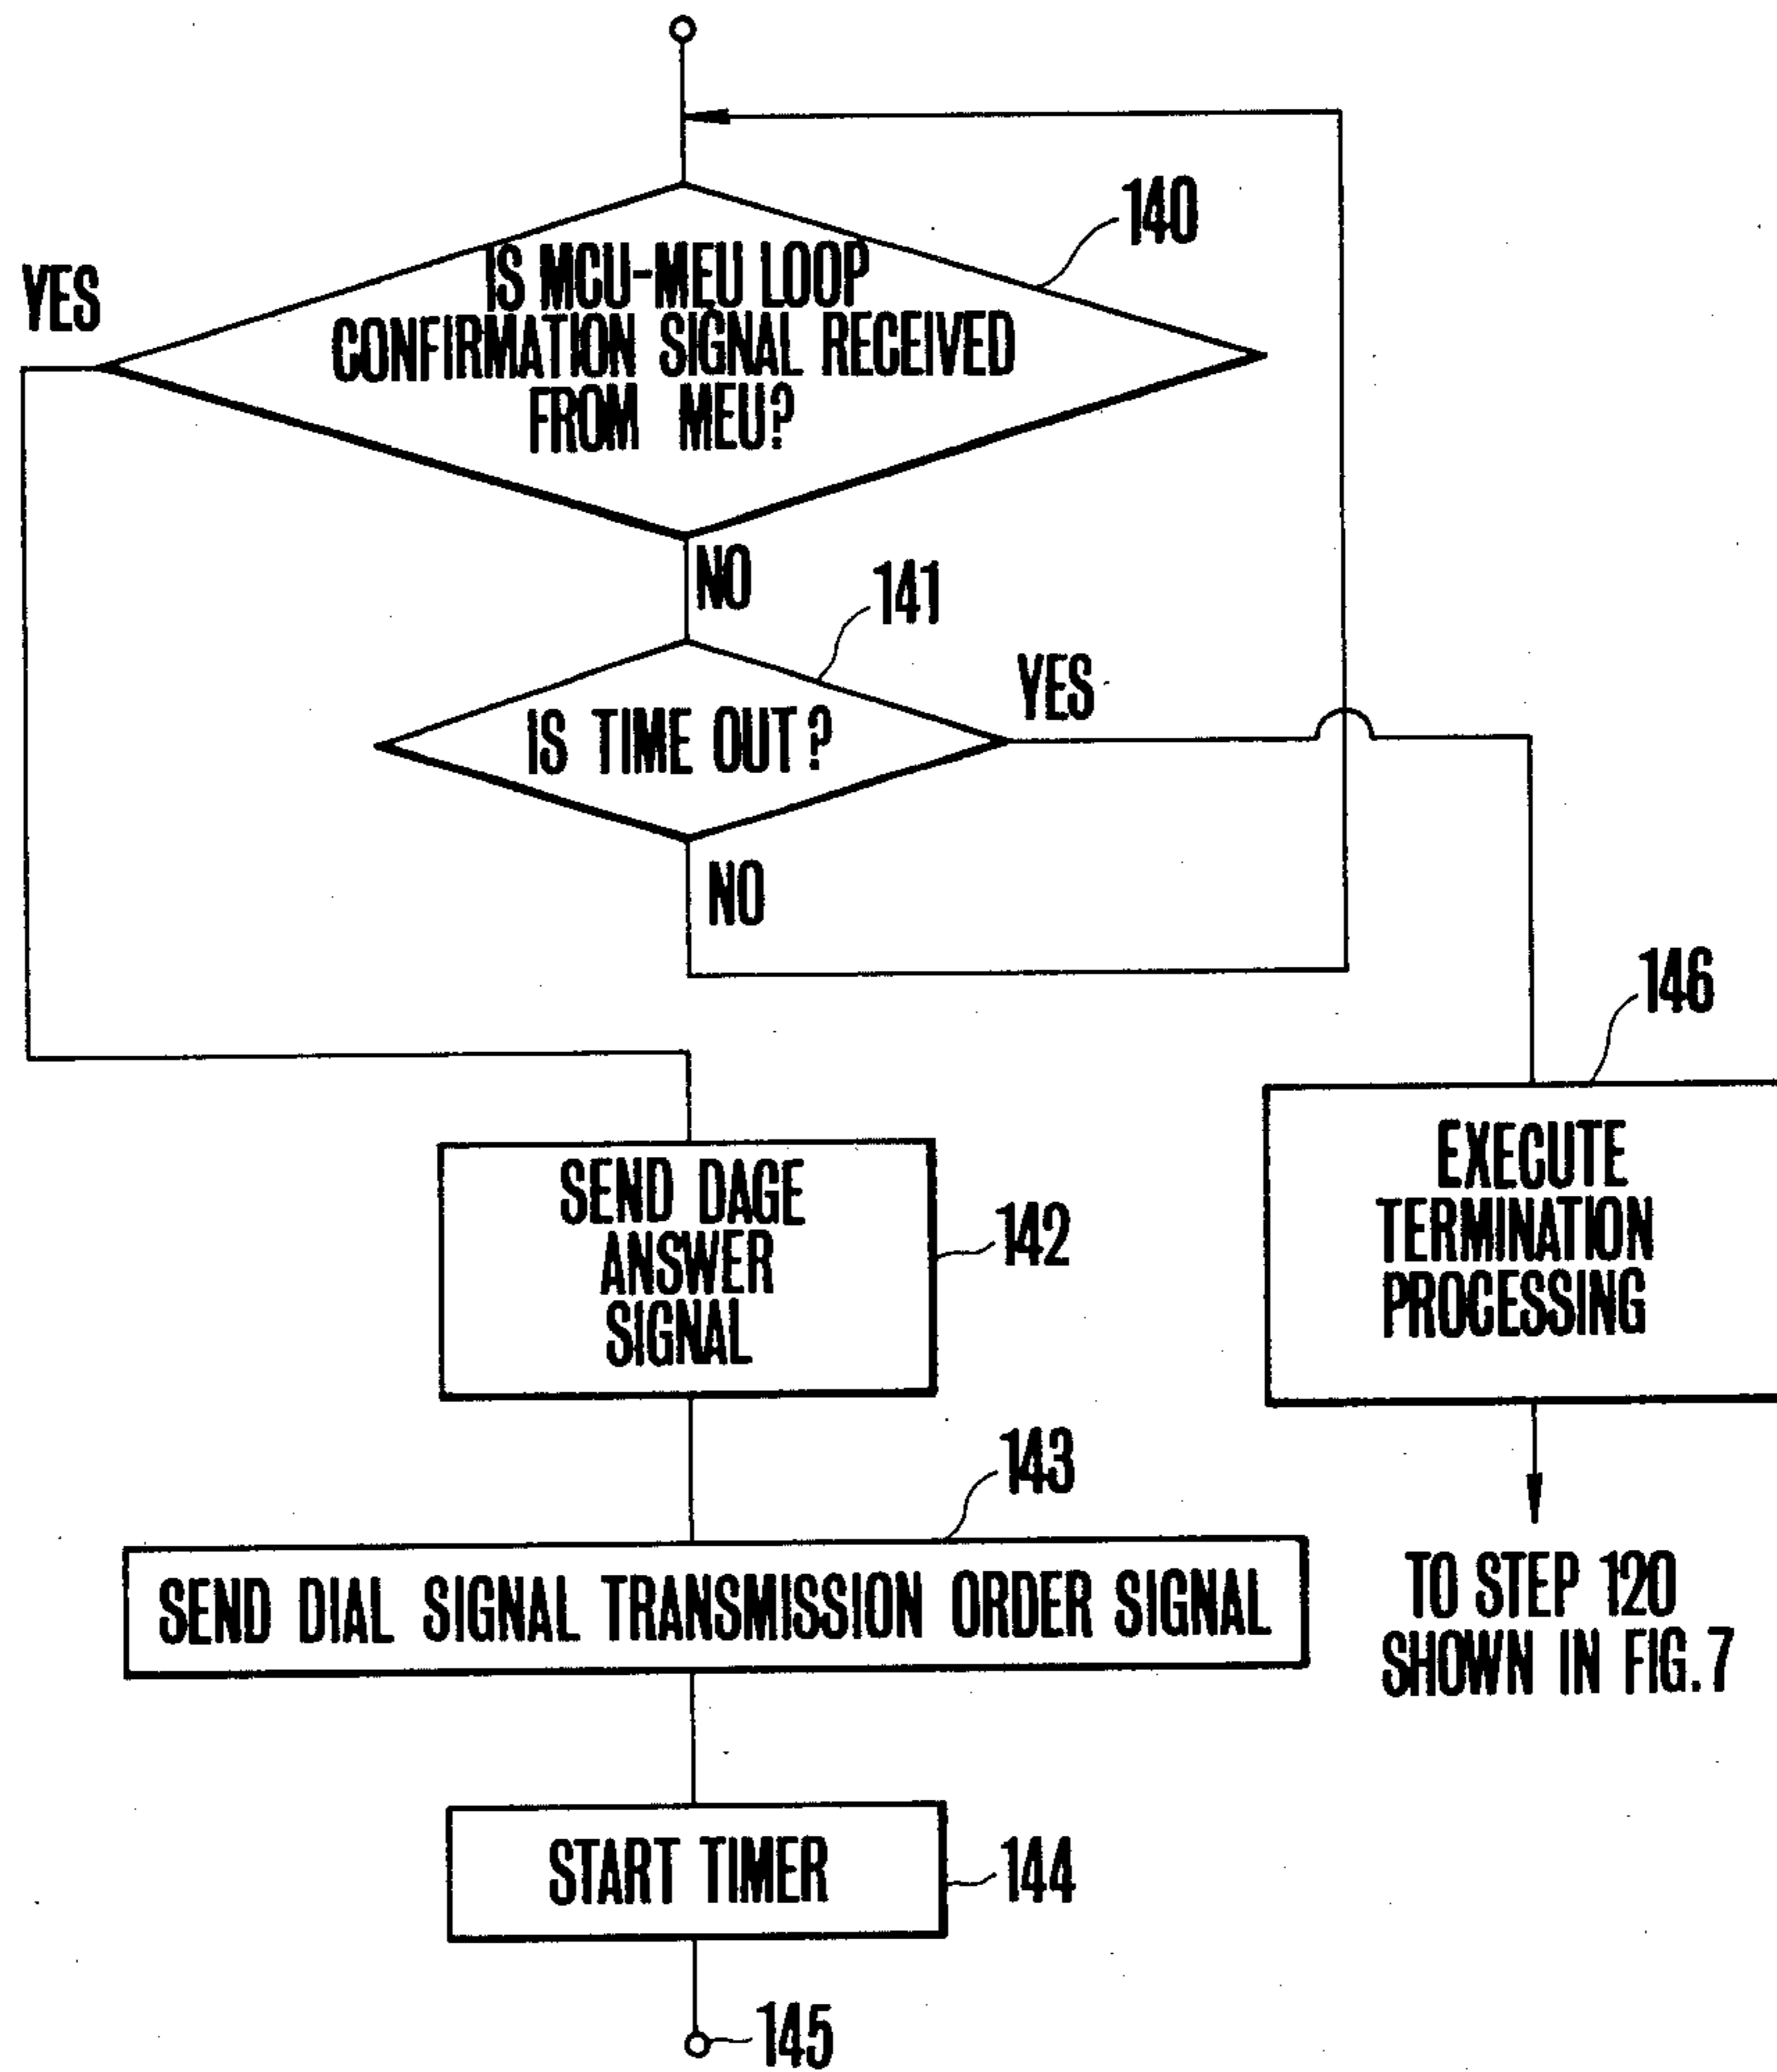 140
YES
IS MCU-MEU LOOP
CONFIRMATION SIGNAL RECEIVED
FROM MEU?
NO
141
YES
IS TIME OUT?
NO
146
EXECUTE
TERMINATION
PROCESSING
SEND DAGE
ANSWER
SIGNAL
142
143
SEND DIAL SIGNAL TRANSMISSION ORDER SIGNAL
TO STEP 120
SHOWN IN FIG.7
START TIMER
144
145